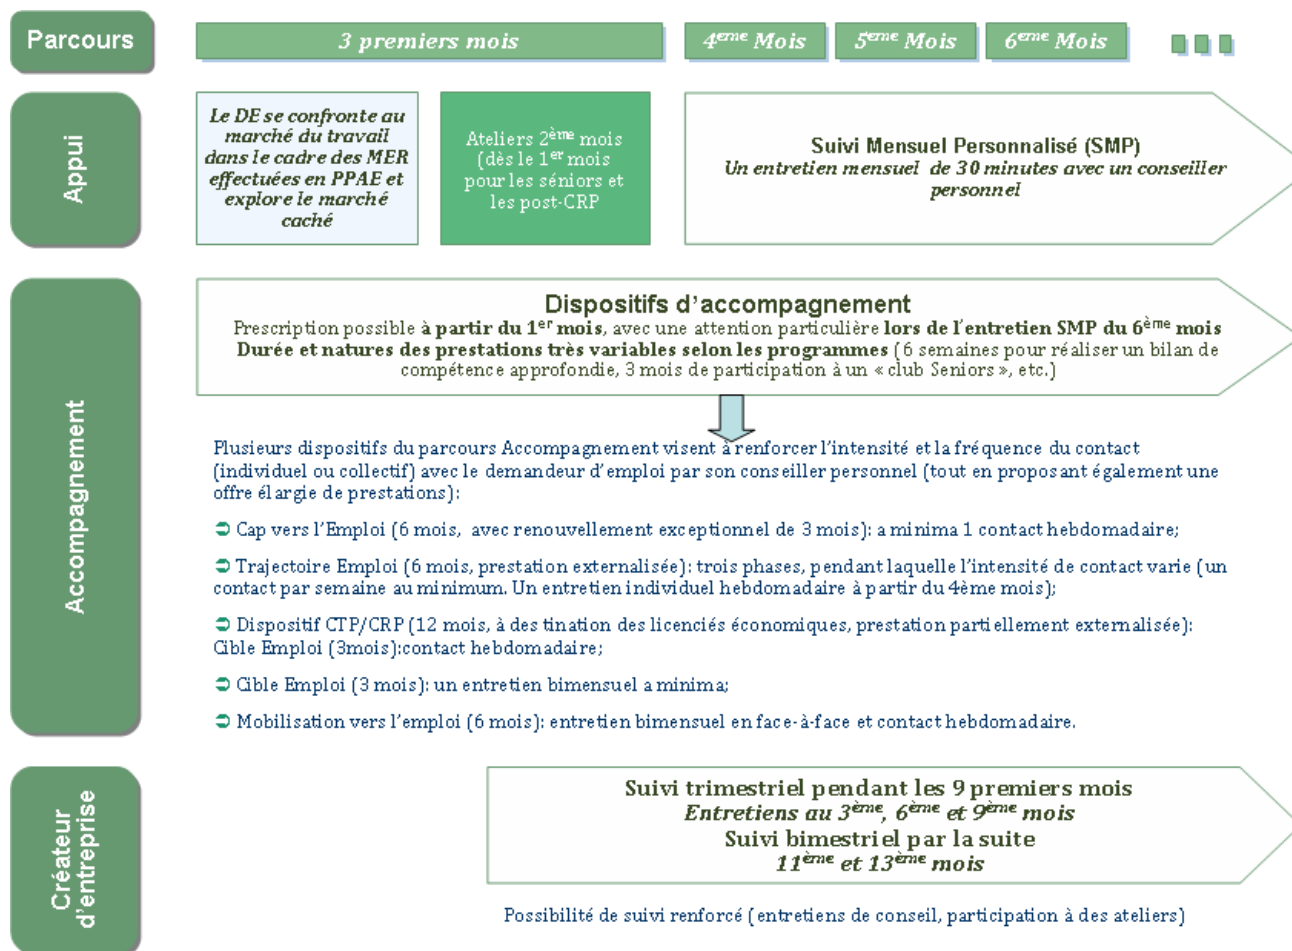 Parcours
3 premiers mois
4eme Mois
5eme Mois
6eme Mois
Appui
Le DE se confronte au
marché du travail
dans le cadre des MER
effectuées en PPAE et
explore le marché
caché
Ateliers 2ème mois
(dès le 1er mois
pour les séniors et
les post-CRP
Suivi Mensuel Personnalisé (SMP)
Un entretien mensuel de 30 minutes avec un conseiller
personnel
Accompagnement
Dispositifs d'accompagnement
Prescription possible à partir du 1er mois, avec une attention particulière lors de l'entretien SMP du 6ème mois
Durée et natures des prestations très variables selon les programmes (6 semaines pour réaliser un bilan de
compétence approfondie, 3 mois de participation à un « club Seniors », etc.)
Plusieurs dispositifs du parcours Accompagnement visent à renforcer l'intensité et la fréquence du contact
(individuel ou collectif) avec le demandeur d'emploi par son conseiller personnel (tout en proposant également une
offre élargie de prestations):
➲ Cap vers l'Emploi (6 mois, avec renouvellement exceptionnel de 3 mois): a minima 1 contact hebdomadaire;
➲ Trajectoire Emploi (6 mois, prestation externalisée): trois phases, pendant laquelle l'intensité de contact varie (un
contact par semaine au minimum. Un entretien individuel hebdomadaire à partir du 4ème mois);
➲ Dispositif CTP/CRP (12 mois, à des tination des licenciés économiques, prestation partiellement externalisée):
Cible Emploi (3mois):contact hebdomadaire;
➲ Cible Emploi (3 mois): un entretien bimensuel a minima;
➲ Mobilisation vers l'emploi (6 mois): entretien bimensuel en face-à-face et contact hebdomadaire.
Créateur
d'entreprise
Suivi trimestriel pendant les 9 premiers mois
Entretiens au 3ème, 6ème et 9ème mois
Suivi bimestriel par la suite
11ème et 13ème mois
Possibilité de suivi renforcé (entretiens de conseil, participation à des ateliers)